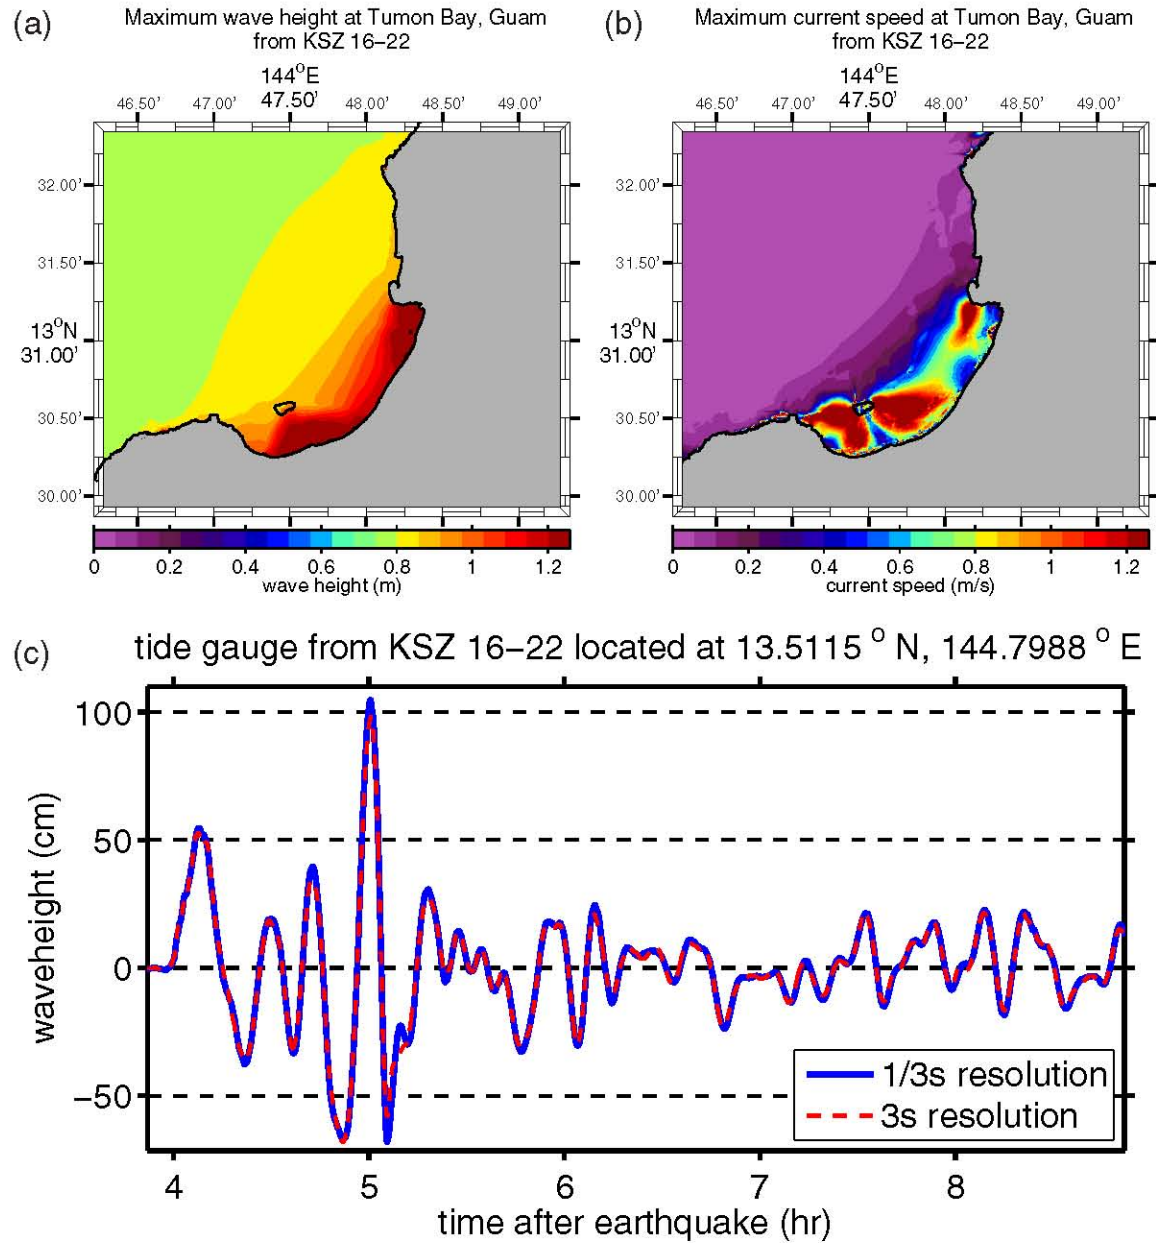 (a)
Maximum wave height at Tumon Bay, Guam
from KSZ 16–22
144°E
46.50' 47.00' 47.50' 48.00' 48.50' 49.00'
32.00'
31.50'
13°N
31.00'
30.50'
30.00'
0 0.2 0.4 0.6 0.8 1 1.2
wave height (m)
(b)
Maximum current speed at Tumon Bay, Guam
from KSZ 16–22
144°E
46.50' 47.00' 47.50' 48.00' 48.50' 49.00'
32.00'
31.50'
13°N
31.00'
30.50'
30.00'
0 0.2 0.4 0.6 0.8 1 1.2
current speed (m/s)
(c)
tide gauge from KSZ 16–22 located at 13.5115 ° N, 144.7988 ° E
waveheight (cm)
100
50
0
−50
1/3s resolution
3s resolution
4 5 6 7 8
time after earthquake (hr)